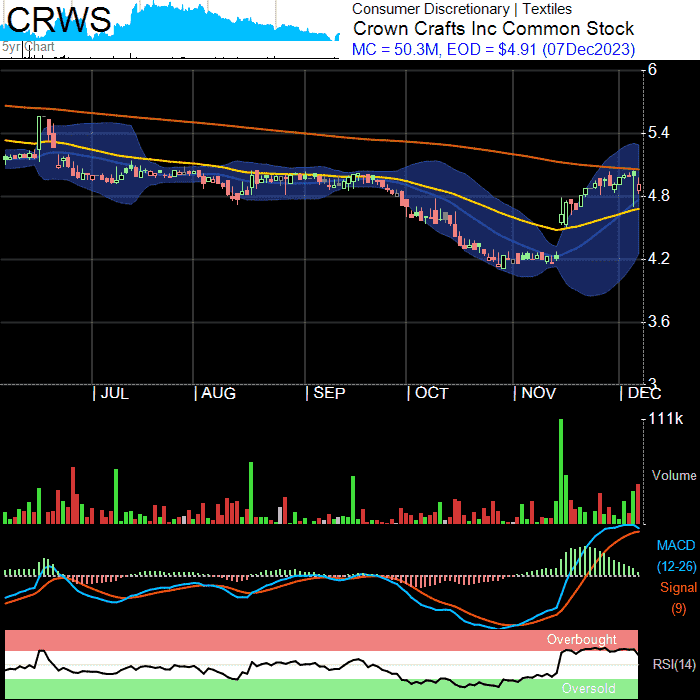 CRWS
5yr Chart
Consumer Discretionary | Textiles
Crown Crafts Inc Common Stock
MC = 50.3M, EOD = $4.91 (07Dec2023)
6
5.4
4.8
4.2
3.6
3
JUL
AUG
SEP
OCT
NOV
DEC
111k
Volume
MACD
(12-26)
Signal
(9)
Overbought
RSI(14)
Oversold